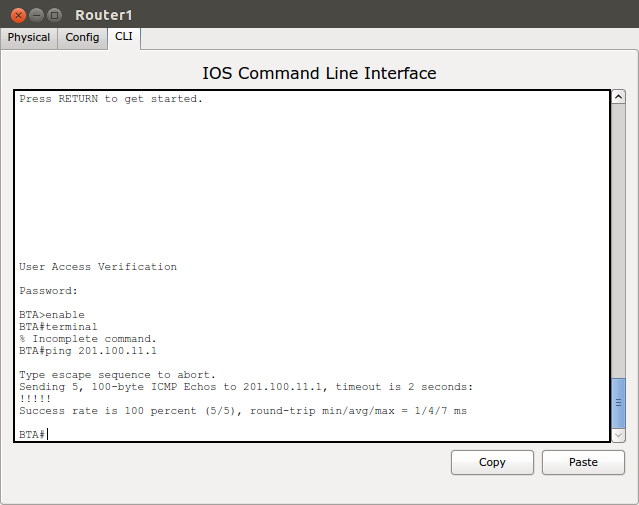 Router1
Physical Config CLI
IOS Command Line Interface
Press RETURN to get started.
User Access Verification
Password:
BTA>enable
BTA#terminal
% Incomplete command.
BTA#ping 201.100.11.1
Type escape sequence to abort.
Sending 5, 100-byte ICMP Echos to 201.100.11.1, timeout is 2 seconds:
!!!!!
Success rate is 100 percent (5/5), round-trip min/avg/max = 1/4/7 ms
BTA#
Copy Paste